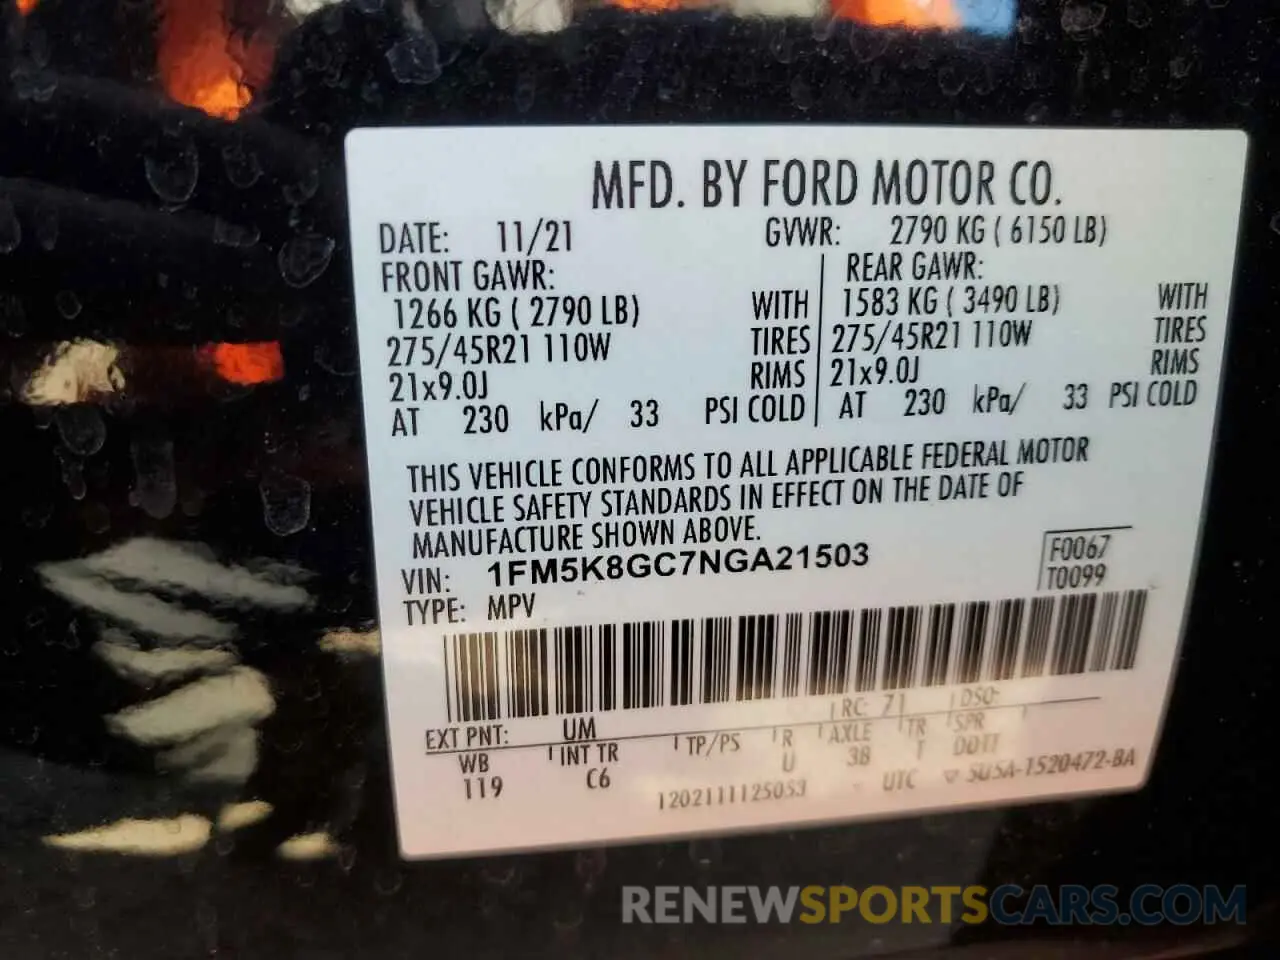 MFD. BY FORD MOTOR CO.
DATE: 11/21 GVWR: 2790 KG ( 6150 LB)
FRONT GAWR: REAR GAWR:
1266 KG ( 2790 LB) WITH 1583 KG ( 3490 LB) WITH
275/45R21 110W TIRES 275/45R21 110W TIRES
21x9.0J RIMS 21x9.0J RIMS
AT 230 kPa/ 33 PSI COLD AT 230 kPa/ 33 PSI COLD
THIS VEHICLE CONFORMS TO ALL APPLICABLE FEDERAL MOTOR
VEHICLE SAFETY STANDARDS IN EFFECT ON THE DATE OF
MANUFACTURE SHOWN ABOVE.
VIN: 1FM5K8GC7NGA21503 F0067
TYPE: MPV T0099
EXT PNT: UM RC: 71 DSO:
WB INT TR TP/PS R AXLE TR SPR
119 C6 U 38 T
1202111125053 UTC 5U5A-1520472-BA
RENEWSPORTSCARS.COM